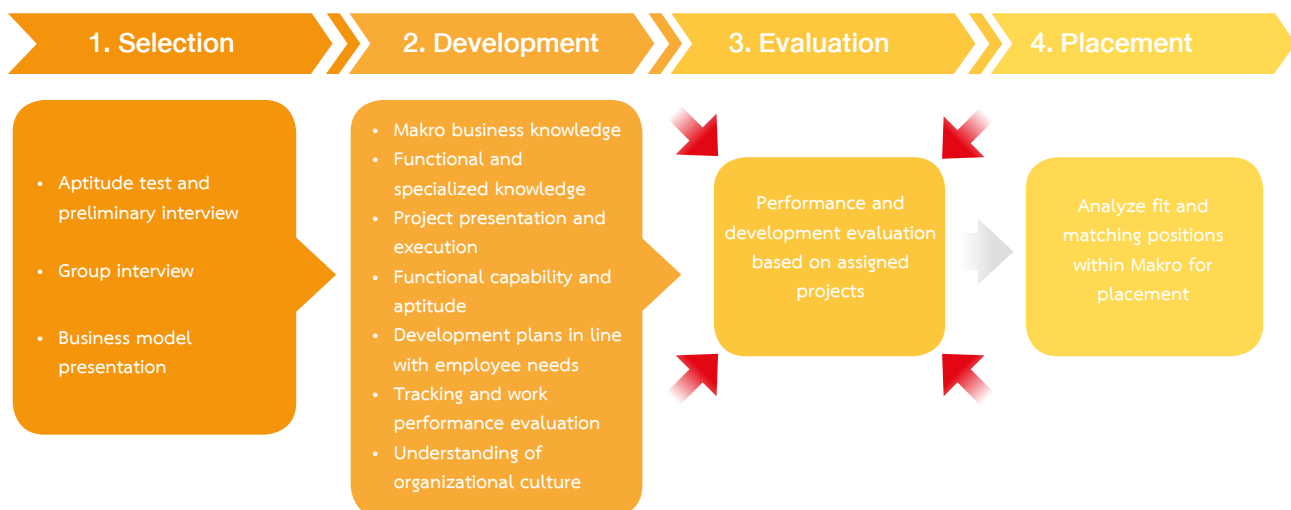 1. Selection
2. Development
3. Evaluation
4. Placement
• Aptitude test and
preliminary interview
• Group interview
• Business model
presentation
• Makro business knowledge
• Functional and
specialized knowledge
• Project presentation and
execution
• Functional capability and
aptitude
• Development plans in line
with employee needs
• Tracking and work
performance evaluation
• Understanding of
organizational culture
Performance and
development evaluation
based on assigned
projects
Analyze fit and
matching positions
within Makro for
placement